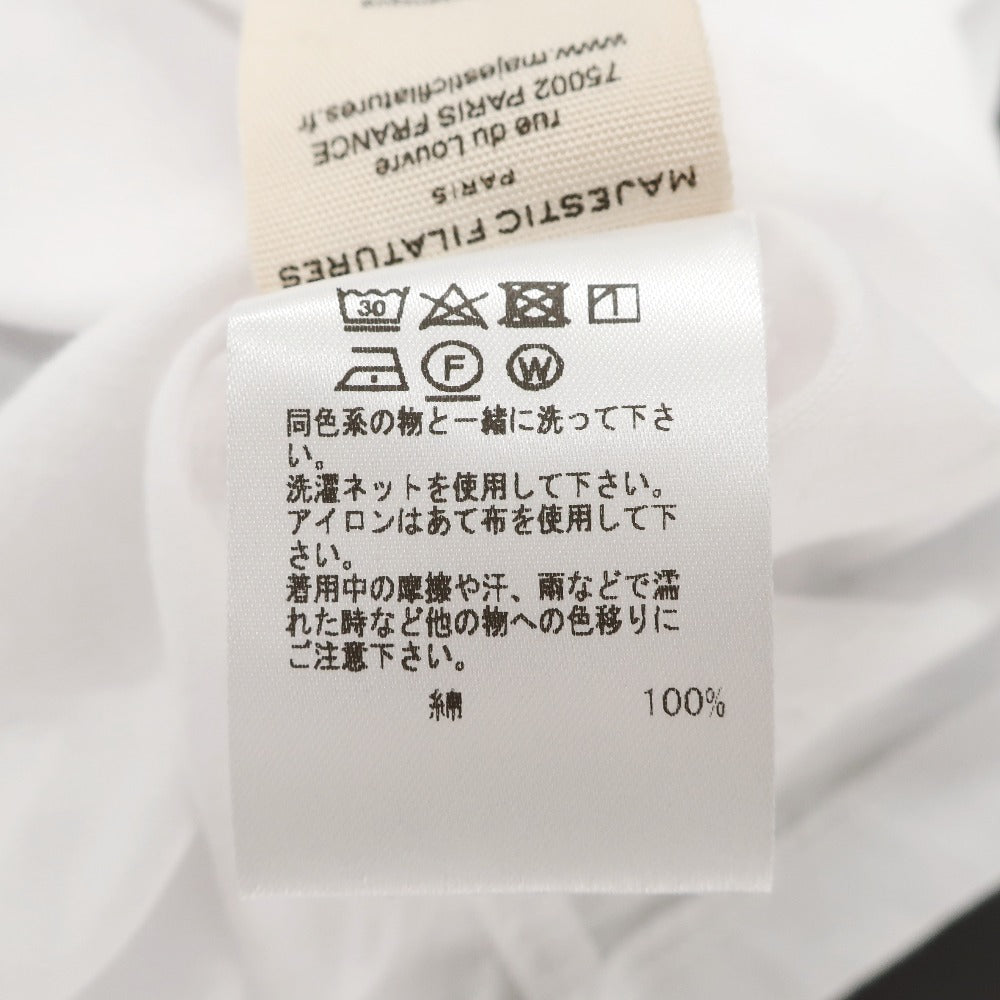 www.majesticfilatures.fr
75002 PARIS FRANCE
rue du Louvre
PARIS
MAJESTIC FILATURES
30
F
W
同色系の物と一緒に洗って下さ
い。
洗濯ネットを使用して下さい。
アイロンはあて布を使用して下
さい。
着用中の摩擦や汗、雨などで濡
れた時など他の物への色移りに
ご注意下さい。
綿 100%